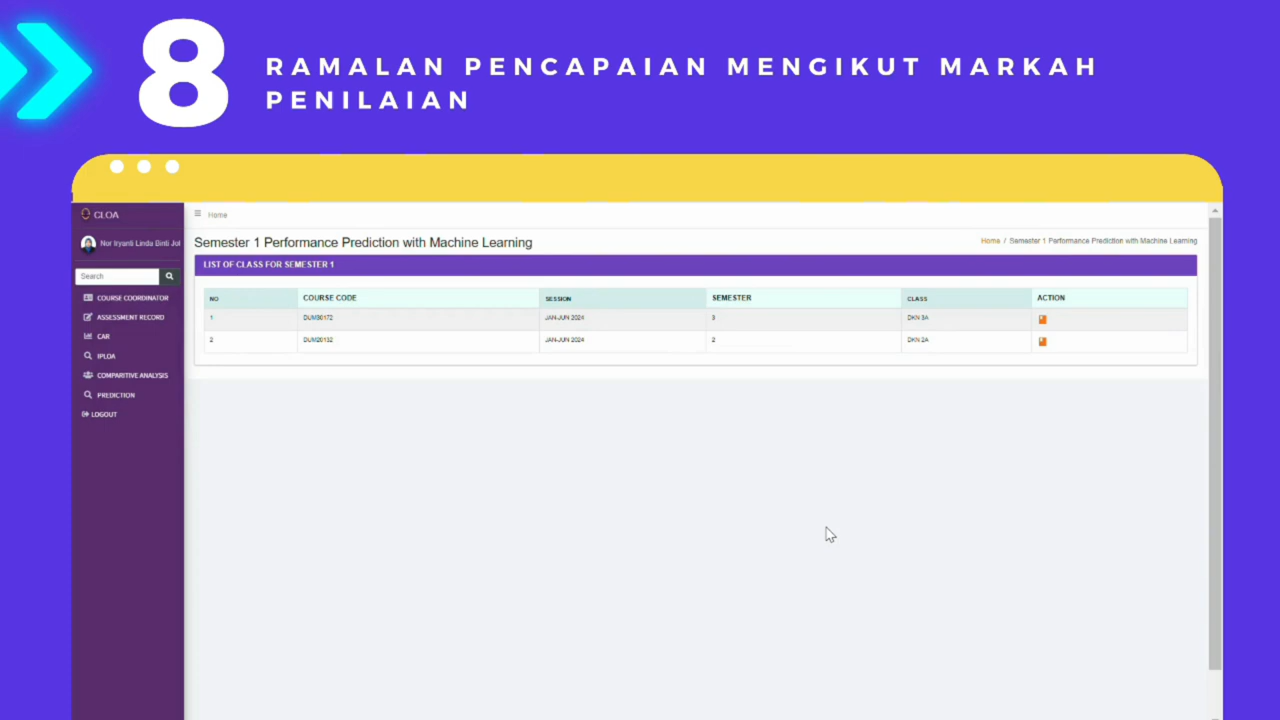 8
RAMALAN PENCAPAIAN MENGIKUT MARKAH
PENILAIAN
CLOA
Home
Nor Iryanti Linda Binti Jol
Semester 1 Performance Prediction with Machine Learning
Home / Semester 1 Performance Prediction with Machine Learning
Search
LIST OF CLASS FOR SEMESTER 1
NO COURSE CODE SESSION SEMESTER CLASS ACTION
1 DUM30172 JAN-JUN 2024 3 DKN 3A
2 DUM20132 JAN-JUN 2024 2 DKN 2A
COURSE COORDINATOR
ASSESSMENT RECORD
CAR
IPLOA
COMPARITIVE ANALYSIS
PREDICTION
LOGOUT